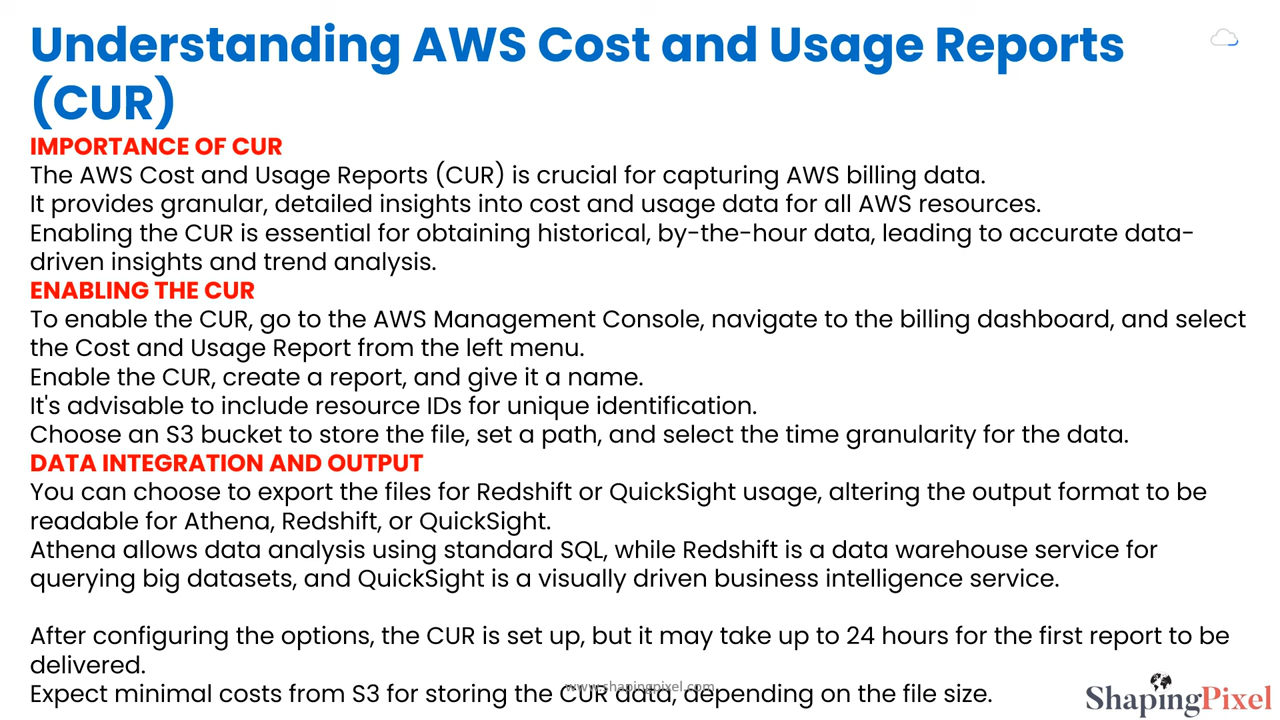 Understanding AWS Cost and Usage Reports
(CUR)
IMPORTANCE OF CUR
The AWS Cost and Usage Reports (CUR) is crucial for capturing AWS billing data.
It provides granular, detailed insights into cost and usage data for all AWS resources.
Enabling the CUR is essential for obtaining historical, by-the-hour data, leading to accurate data-
driven insights and trend analysis.
ENABLING THE CUR
To enable the CUR, go to the AWS Management Console, navigate to the billing dashboard, and select
the Cost and Usage Report from the left menu.
Enable the CUR, create a report, and give it a name.
It's advisable to include resource IDs for unique identification.
Choose an S3 bucket to store the file, set a path, and select the time granularity for the data.
DATA INTEGRATION AND OUTPUT
You can choose to export the files for Redshift or QuickSight usage, altering the output format to be
readable for Athena, Redshift, or QuickSight.
Athena allows data analysis using standard SQL, while Redshift is a data warehouse service for
querying big datasets, and QuickSight is a visually driven business intelligence service.
After configuring the options, the CUR is set up, but it may take up to 24 hours for the first report to be
delivered.
Expect minimal costs from S3 for storing the CUR data, depending on the file size.
www.shapingpixel.com
ShapingPixel